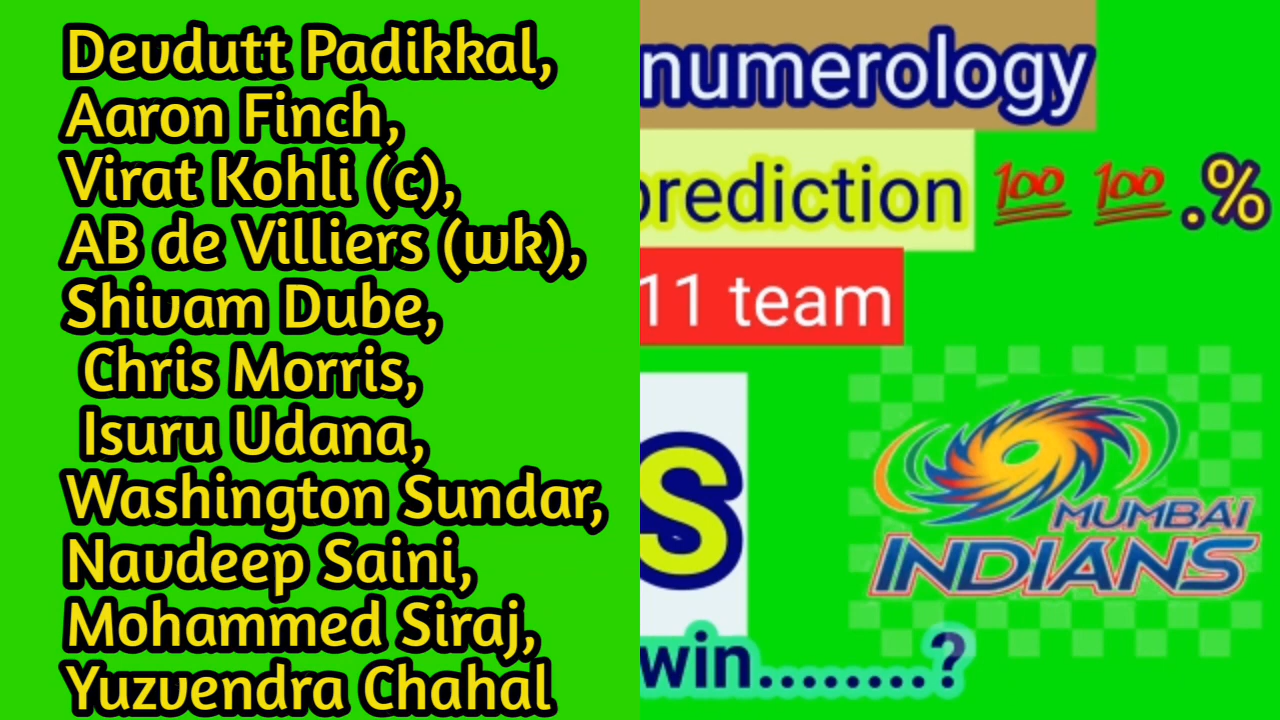 Devdutt Padikkal,
Aaron Finch,
Virat Kohli (c),
AB de Villiers (wk),
Shivam Dube,
Chris Morris,
Isuru Udana,
Washington Sundar,
Navdeep Saini,
Mohammed Siraj,
Yuzvendra Chahal
numerology
prediction 💯 💯.%
11 team
S
MUMBAI
INDIANS
win........?